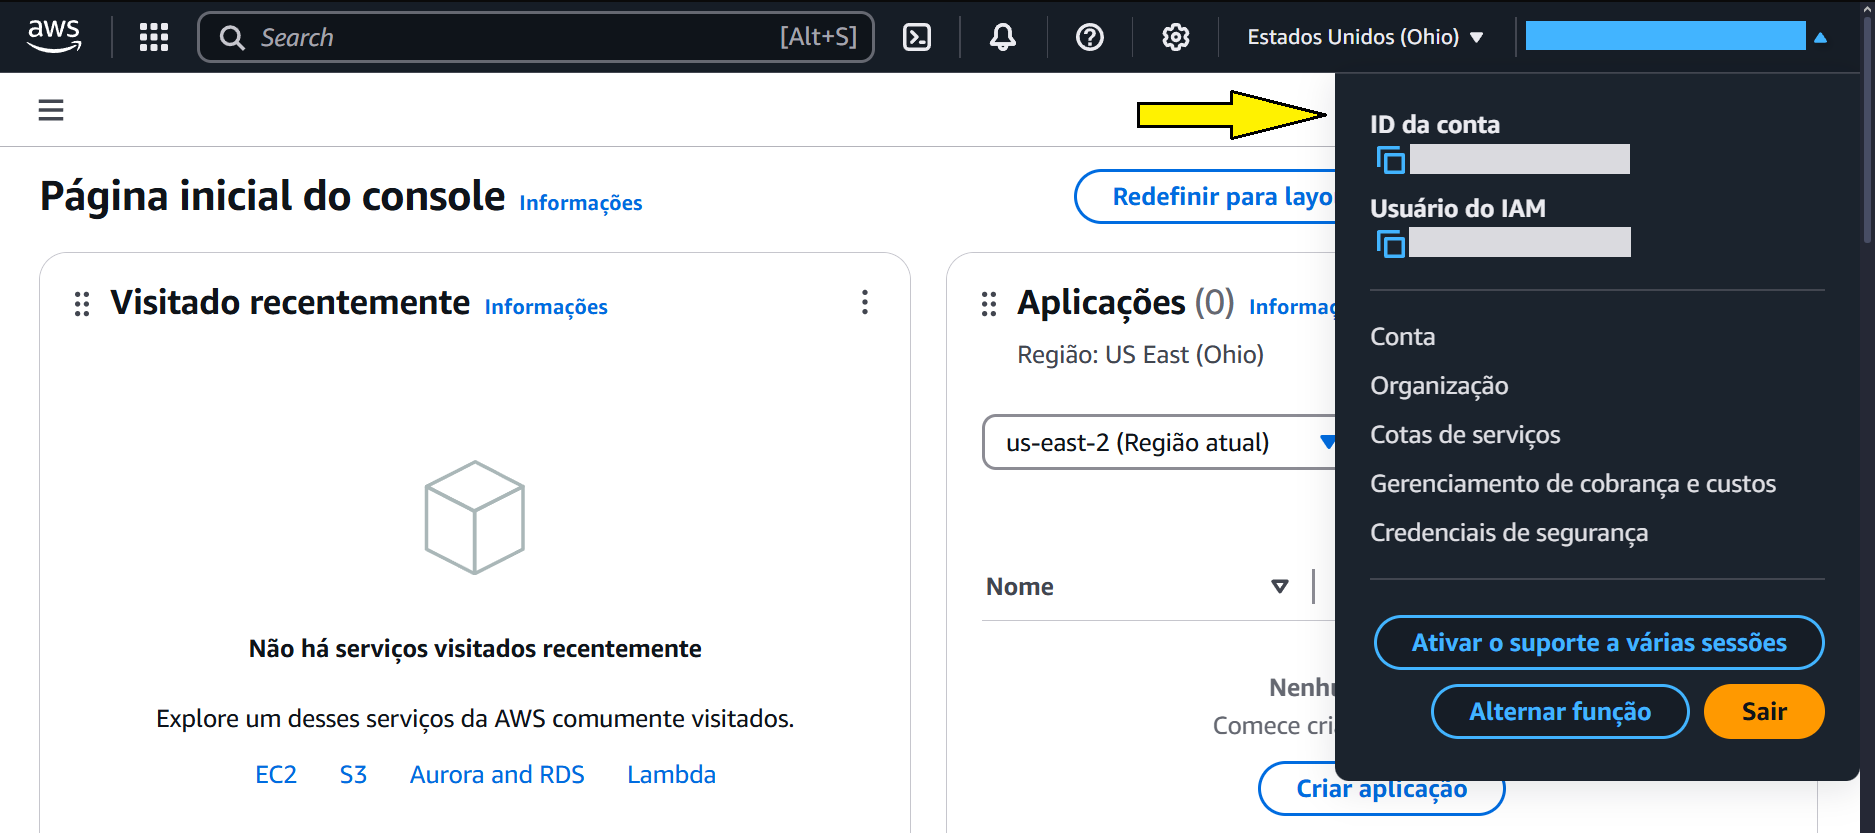 aws
Search [Alt+S]
Estados Unidos (Ohio)
ID da conta
Usuário do IAM
Conta
Organização
Cotas de serviços
Gerenciamento de cobrança e custos
Credenciais de segurança
Ativar o suporte a várias sessões
Alternar função
Sair
Página inicial do console Informações
Redefinir para layo
Visitado recentemente Informações
Não há serviços visitados recentemente
Explore um desses serviços da AWS comumente visitados.
EC2 S3 Aurora and RDS Lambda
Aplicações (0) Informaç
Região: US East (Ohio)
us-east-2 (Região atual)
Nome
Nenhu
Comece cria
Criar aplicação